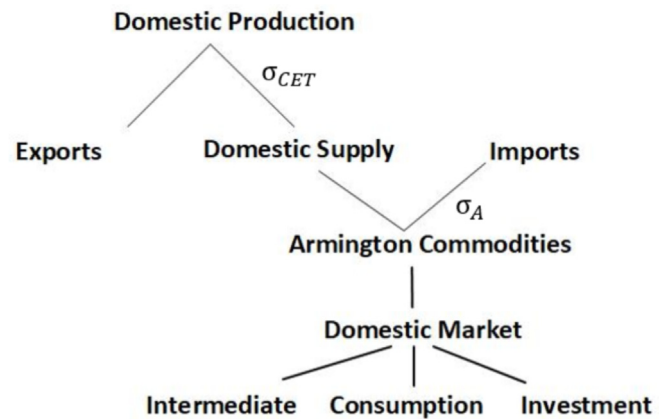 Domestic Production
σCET
Exports Domestic Supply Imports
σA
Armington Commodities
Domestic Market
Intermediate Consumption Investment